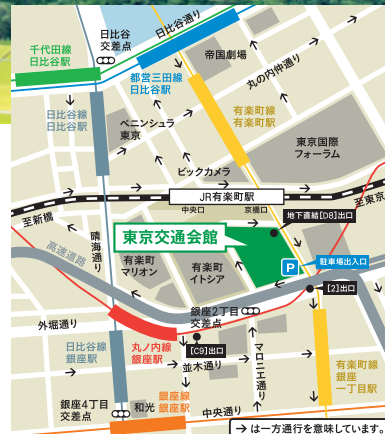 日比谷通り
千代田線
日比谷駅
日比谷
交差点
都営三田線
日比谷駅
帝国劇場
丸の内仲通り
日比谷線
日比谷駅
ペニンシュラ
東京
有楽町線
有楽町駅
東京国際
フォーラム
ビックカメラ
JR有楽町駅
至東京
中央口
京橋口
至新橋
地下直結[D8]出口
東京交通会館
晴海通り
高速道路
有楽町
マリオン
有楽町
イトシア
P
駐車場出入口
[2]出口
銀座2丁目
交差点
外堀通り
丸ノ内線
銀座駅
[C9]出口
日比谷線
銀座駅
並木通り
マロニエ通り
有楽町線
銀座
一丁目駅
銀座4丁目
交差点
和光
銀座線
銀座駅
中央通り
→は一方通行を意味しています。